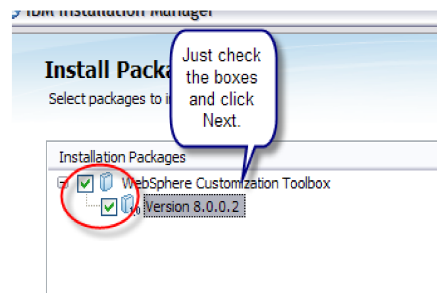 IBM Installation Manager
Install Packa
Select packages to i
Just check
the boxes
and click
Next.
Installation Packages
WebSphere Customization Toolbox
Version 8.0.0.2